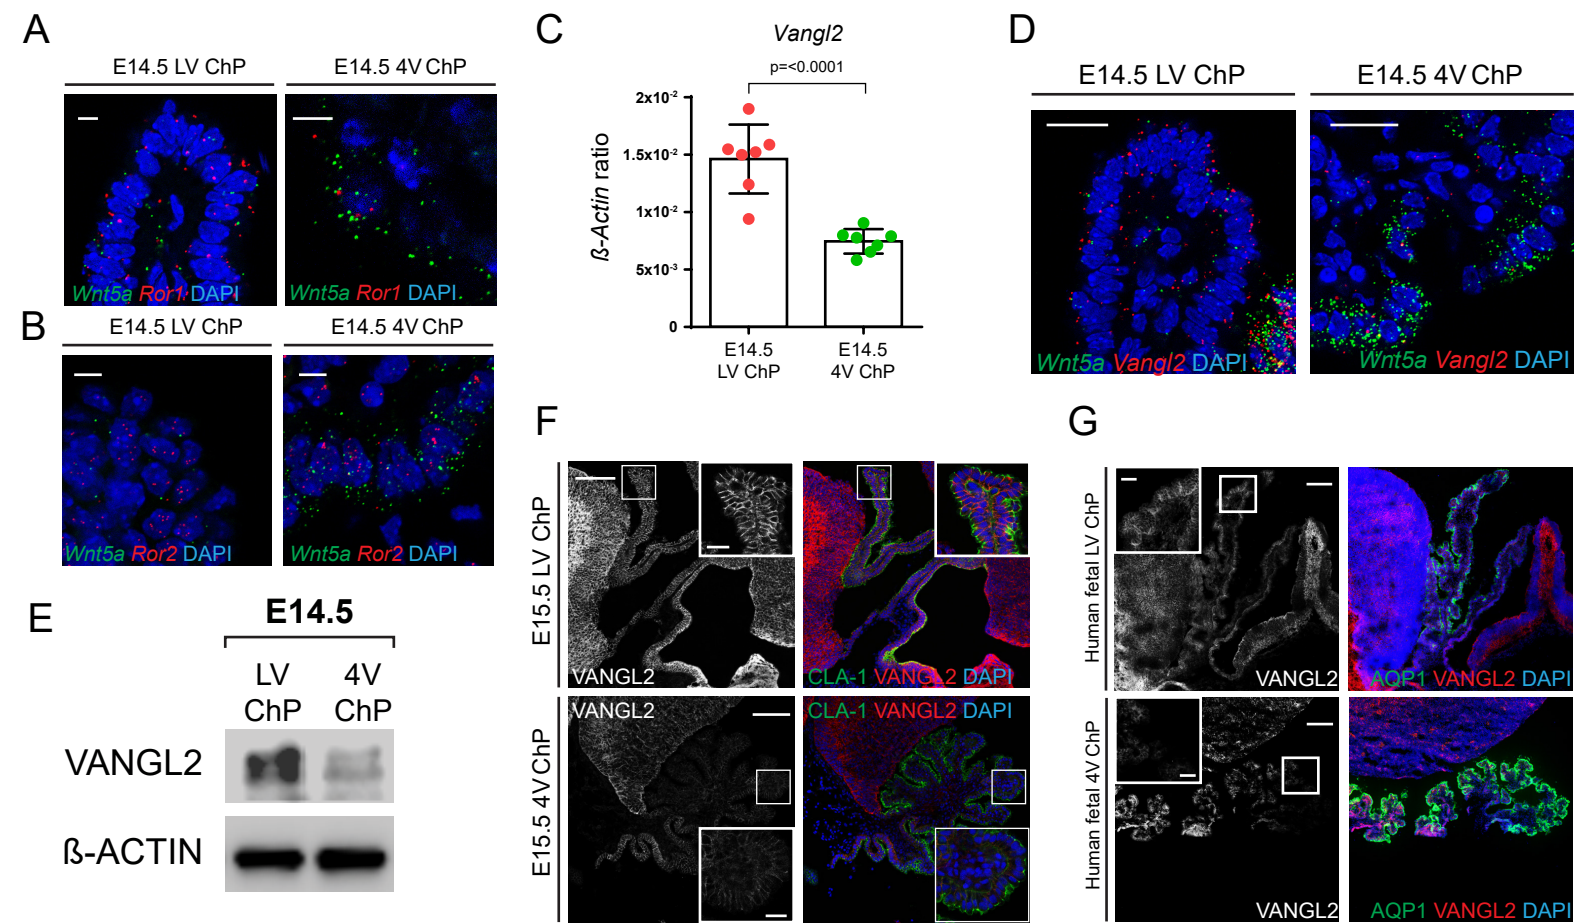 A
E14.5 LV ChP
E14.5 4V ChP
Wnt5a Ror1 DAPI
Wnt5a Ror1 DAPI
B
E14.5 LV ChP
E14.5 4V ChP
Wnt5a Ror2 DAPI
Wnt5a Ror2 DAPI
C
Vangl2
p=<0.0001
ß-Actin ratio
2x10⁻²
1.5x10⁻²
1x10⁻²
5x10⁻³
0
E14.5
LV ChP
E14.5
4V ChP
D
E14.5 LV ChP
E14.5 4V ChP
Wnt5a Vangl2 DAPI
Wnt5a Vangl2 DAPI
E
E14.5
LV
ChP
4V
ChP
VANGL2
ß-ACTIN
F
E15.5 LV ChP
VANGL2
CLA-1 VANGL2 DAPI
E15.5 4V ChP
VANGL2
CLA-1 VANGL2 DAPI
G
Human fetal LV ChP
VANGL2
AQP1 VANGL2 DAPI
Human fetal 4V ChP
VANGL2
AQP1 VANGL2 DAPI